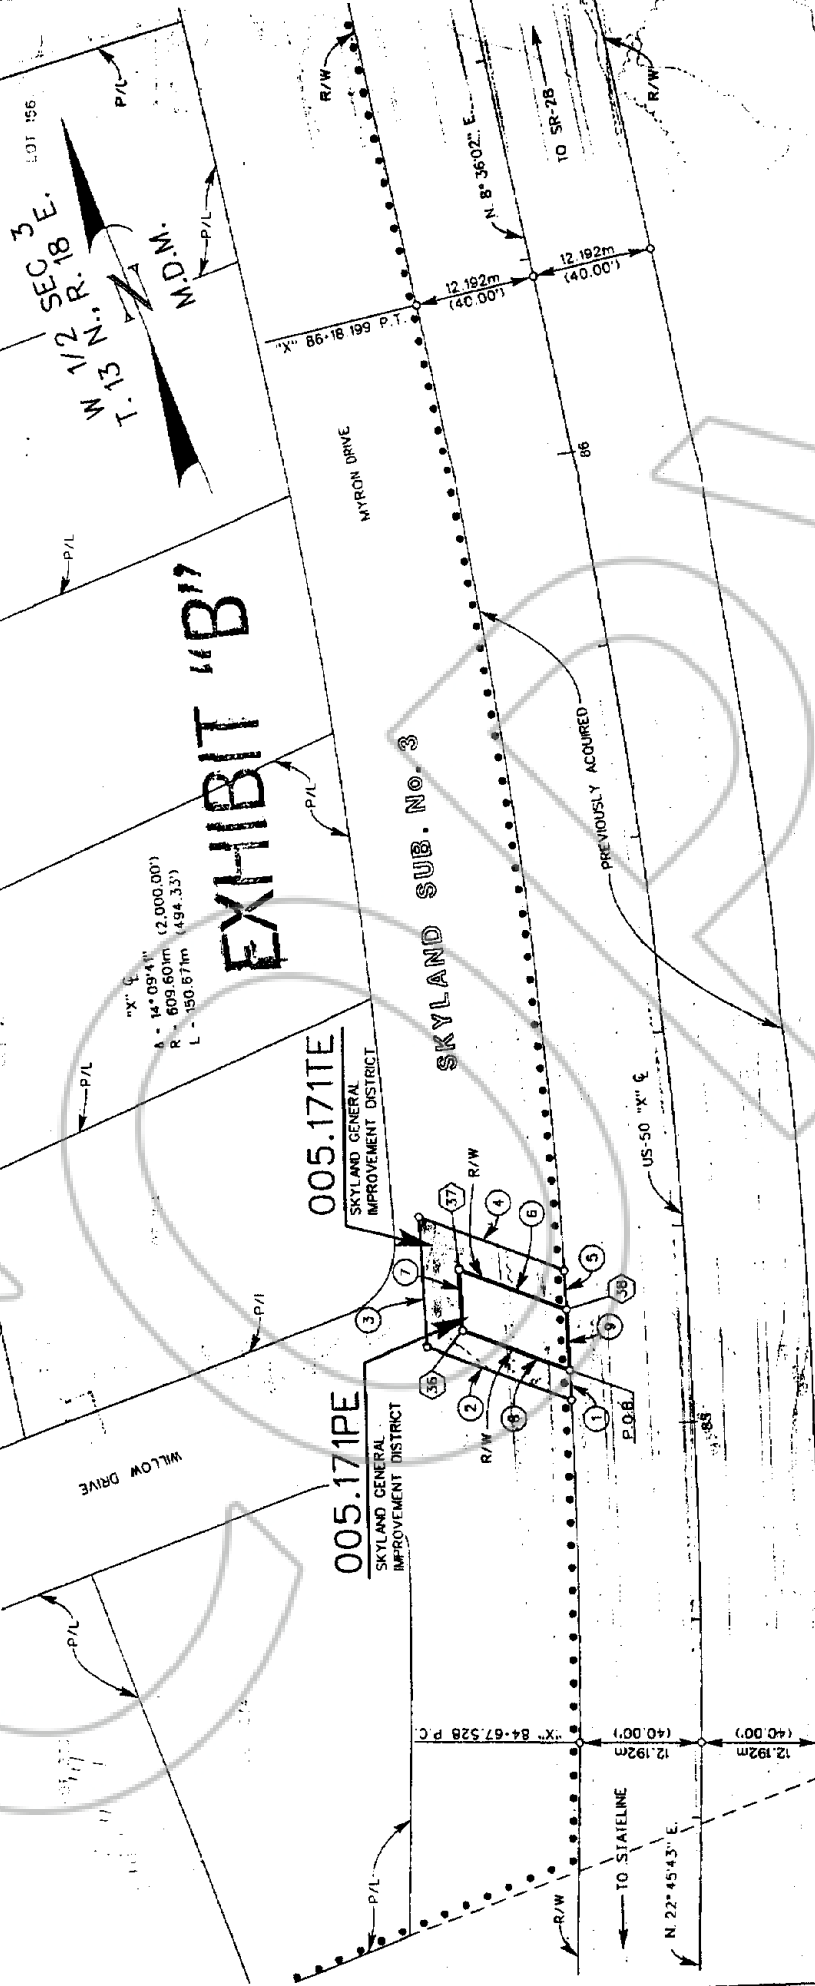 LOT 156
P/L
W 1/2 SEC 3
T. 13 N., R. 18 E.
M.D.M.
P/L
R/W
N. 8° 36'02" E.
TO SR-28
R/W
12.192m
(40.00')
12.192m
(40.00')
"X" 86+18.199 P.T.
MYRON DRIVE
86
P/L
EXHIBIT "B"
P/L
SKYLAND SUB. No. 3
PREVIOUSLY ACQUIRED
"X" ℄
Δ - 14° 09'41"
R - 609.601m (2,000.00')
L - 150.671m (494.33')
P/L
005.171TE
SKYLAND GENERAL
IMPROVEMENT DISTRICT
US-50 "X" ℄
R/W
37
4
6
7
3
5
38
9
36
2
8
1
R/W
P.O.B.
85
P/L
005.171PE
SKYLAND GENERAL
IMPROVEMENT DISTRICT
WILLOW DRIVE
P/L
"X" 84+67.528 P.C.
12.192m
(40.00')
12.192m
(40.00')
P/L
R/W
TO STATELINE
N. 22° 45'43" E.
COPY